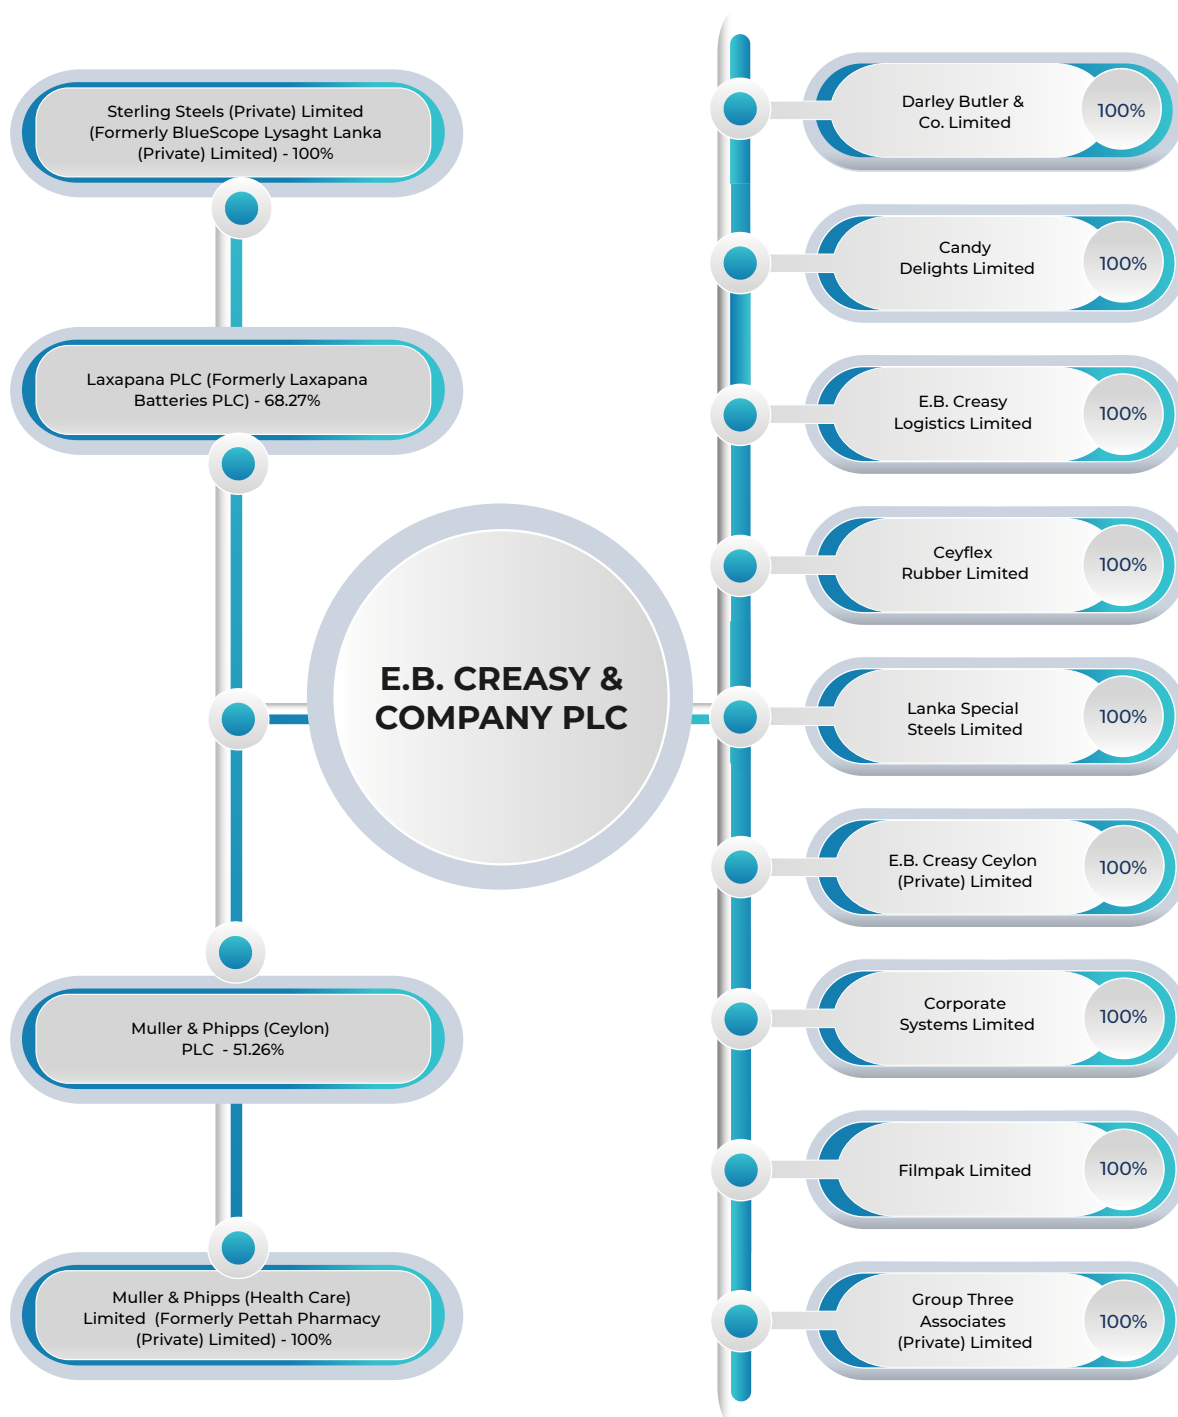 Sterling Steels (Private) Limited
(Formerly BlueScope Lysaght Lanka
(Private) Limited) - 100%
Laxapana PLC (Formerly Laxapana
Batteries PLC) - 68.27%
E.B. CREASY &
COMPANY PLC
Muller & Phipps (Ceylon)
PLC - 51.26%
Muller & Phipps (Health Care)
Limited (Formerly Pettah Pharmacy
(Private) Limited) - 100%
Darley Butler &
Co. Limited
100%
Candy
Delights Limited
100%
E.B. Creasy
Logistics Limited
100%
Ceyflex
Rubber Limited
100%
Lanka Special
Steels Limited
100%
E.B. Creasy Ceylon
(Private) Limited
100%
Corporate
Systems Limited
100%
Filmpak Limited
100%
Group Three
Associates
(Private) Limited
100%